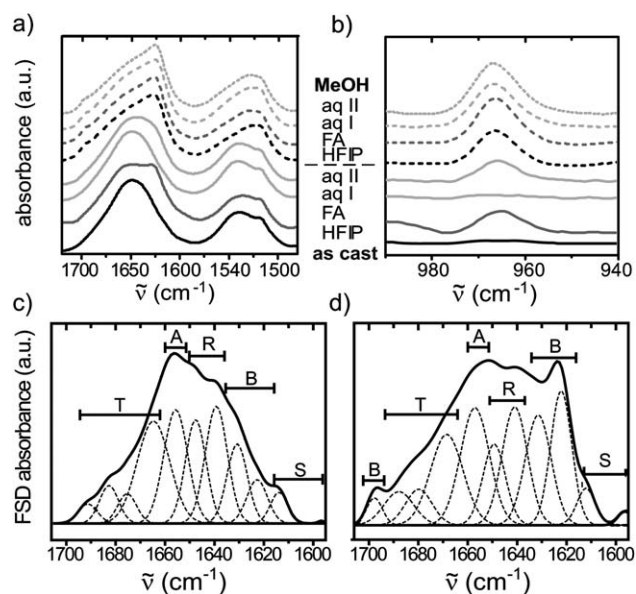 a)
b)
absorbance (a.u.)
MeOH
aq II
aq I
FA
HFIP
aq II
aq I
FA
HFIP
as cast
1700 1650 1600 1540 1500
ṽ (cm⁻¹)
980 960 940
ṽ (cm⁻¹)
c)
d)
FSD absorbance (a.u.)
A
R
T
B
S
1700 1680 1660 1640 1620 1600
ṽ (cm⁻¹)
A
B
T
R
B
S
1700 1680 1660 1640 1620 1600
ṽ (cm⁻¹)